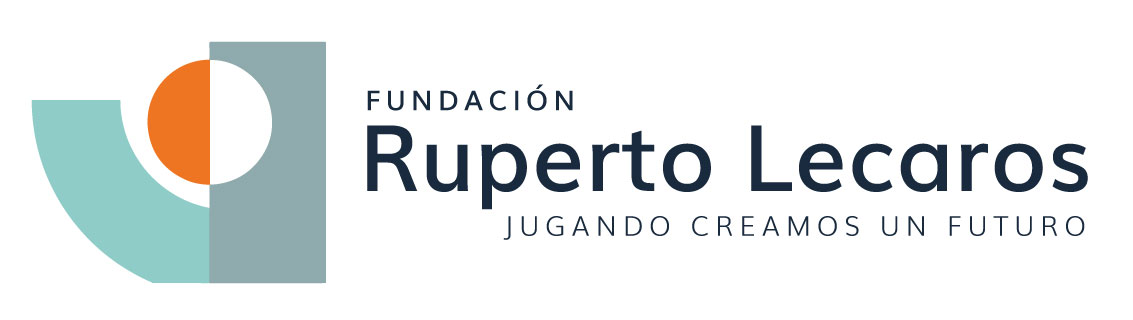 FUNDACIÓN
Ruperto Lecaros
JUGANDO CREAMOS UN FUTURO